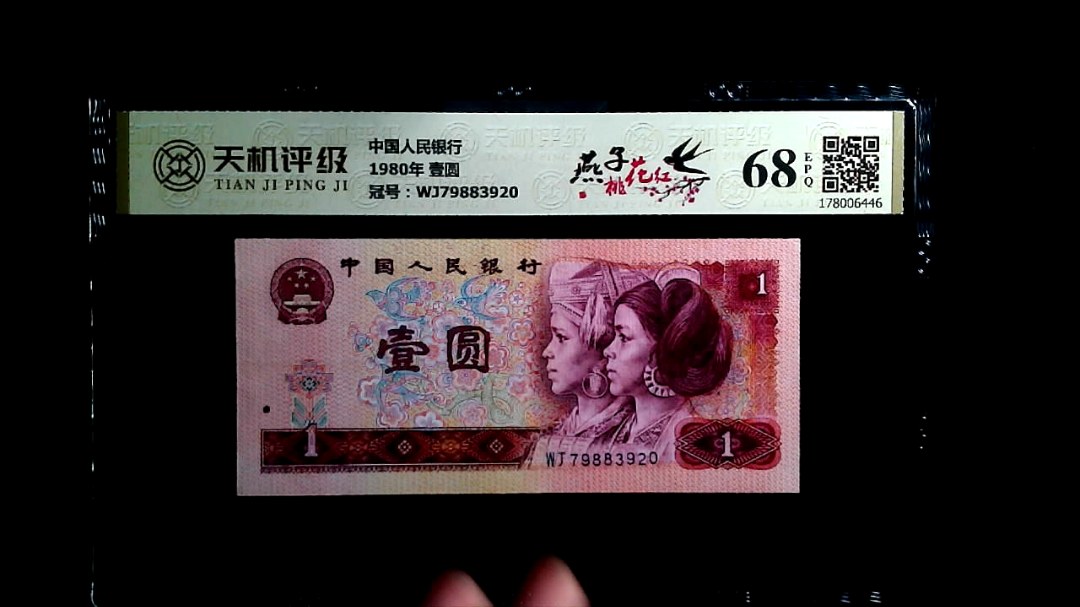 天机评级
TIAN JI PING JI
中国人民银行
1980年 壹圆
冠号：WJ79883920
燕子
桃花红
68
EPQ
178006446
中国人民银行
1
壹圆
1
WJ79883920
1